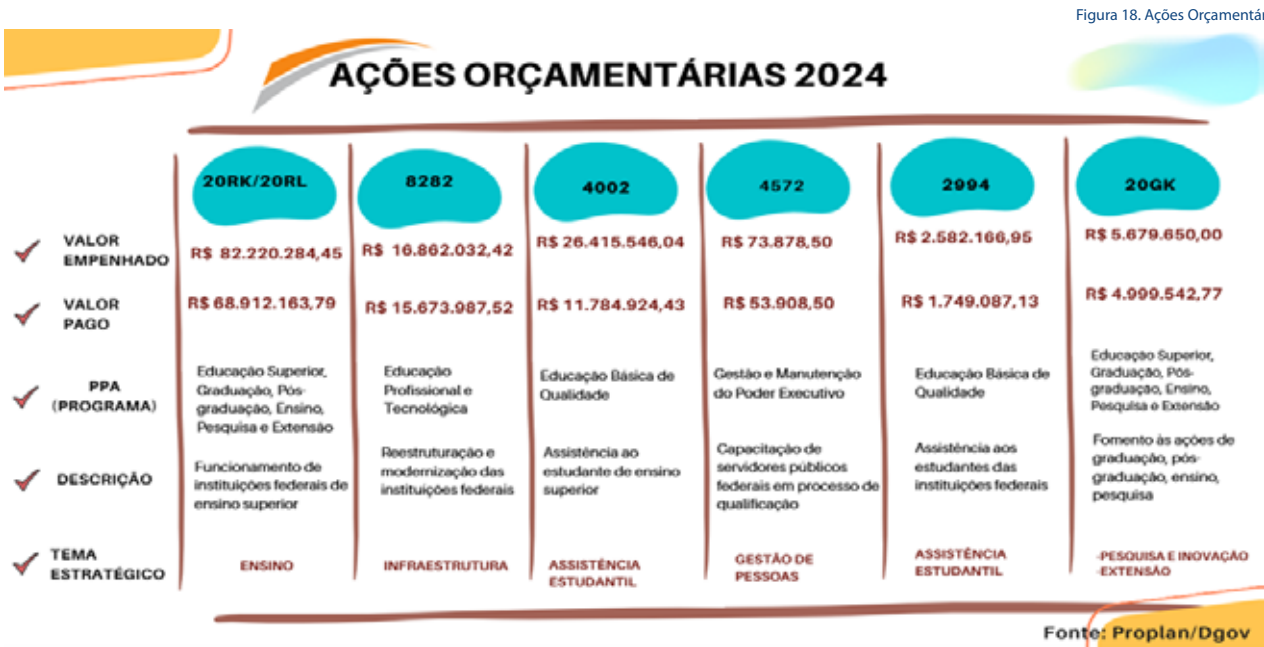 Figura 18. Ações Orçamentár
AÇÕES ORÇAMENTÁRIAS 2024
20RK/20RL
8282
4002
4572
2994
20GK
VALOR
EMPENHADO
R$ 82.220.284,45
R$ 16.862.032,42
R$ 26.415.546,04
R$ 73.878,50
R$ 2.582.166,95
R$ 5.679.650,00
VALOR
PAGO
R$ 68.912.163,79
R$ 15.673.987,52
R$ 11.784.924,43
R$ 53.908,50
R$ 1.749.087,13
R$ 4.999.542,77
PPA
(PROGRAMA)
Educação Superior,
Graduação, Pós-
graduação, Ensino,
Pesquisa e Extensão
Educação
Profissional e
Tecnológica
Educação Básica de
Qualidade
Gestão e Manutenção
do Poder Executivo
Educação Básica de
Qualidade
Educação Superior,
Graduação, Pós-
graduação, Ensino,
Pesquisa e Extensão
DESCRIÇÃO
Funcionamento de
instituições federais de
ensino superior
Reestruturação e
modernização das
instituições federais
Assistência ao
estudante de ensino
superior
Capacitação de
servidores públicos
federais em processo de
qualificação
Assistência aos
estudantes das
instituições federais
Fomento às ações de
graduação, pós-
graduação, ensino,
pesquisa
TEMA
ESTRATÉGICO
ENSINO
INFRAESTRUTURA
ASSISTÊNCIA
ESTUDANTIL
GESTÃO DE
PESSOAS
ASSISTÊNCIA
ESTUDANTIL
-PESQUISA E INOVAÇÃO
-EXTENSÃO
Fonte: Proplan/Dgov